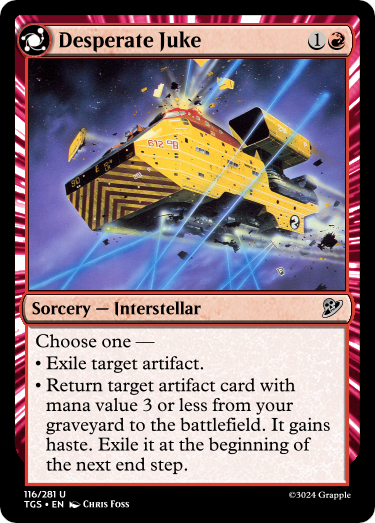 Desperate Juke 1
Sorcery — Interstellar
Choose one —
• Exile target artifact.
• Return target artifact card with
mana value 3 or less from your
graveyard to the battlefield. It gains
haste. Exile it at the beginning of
the next end step.
116/281 U
TGS • EN Chris Foss
©3024 Grapple